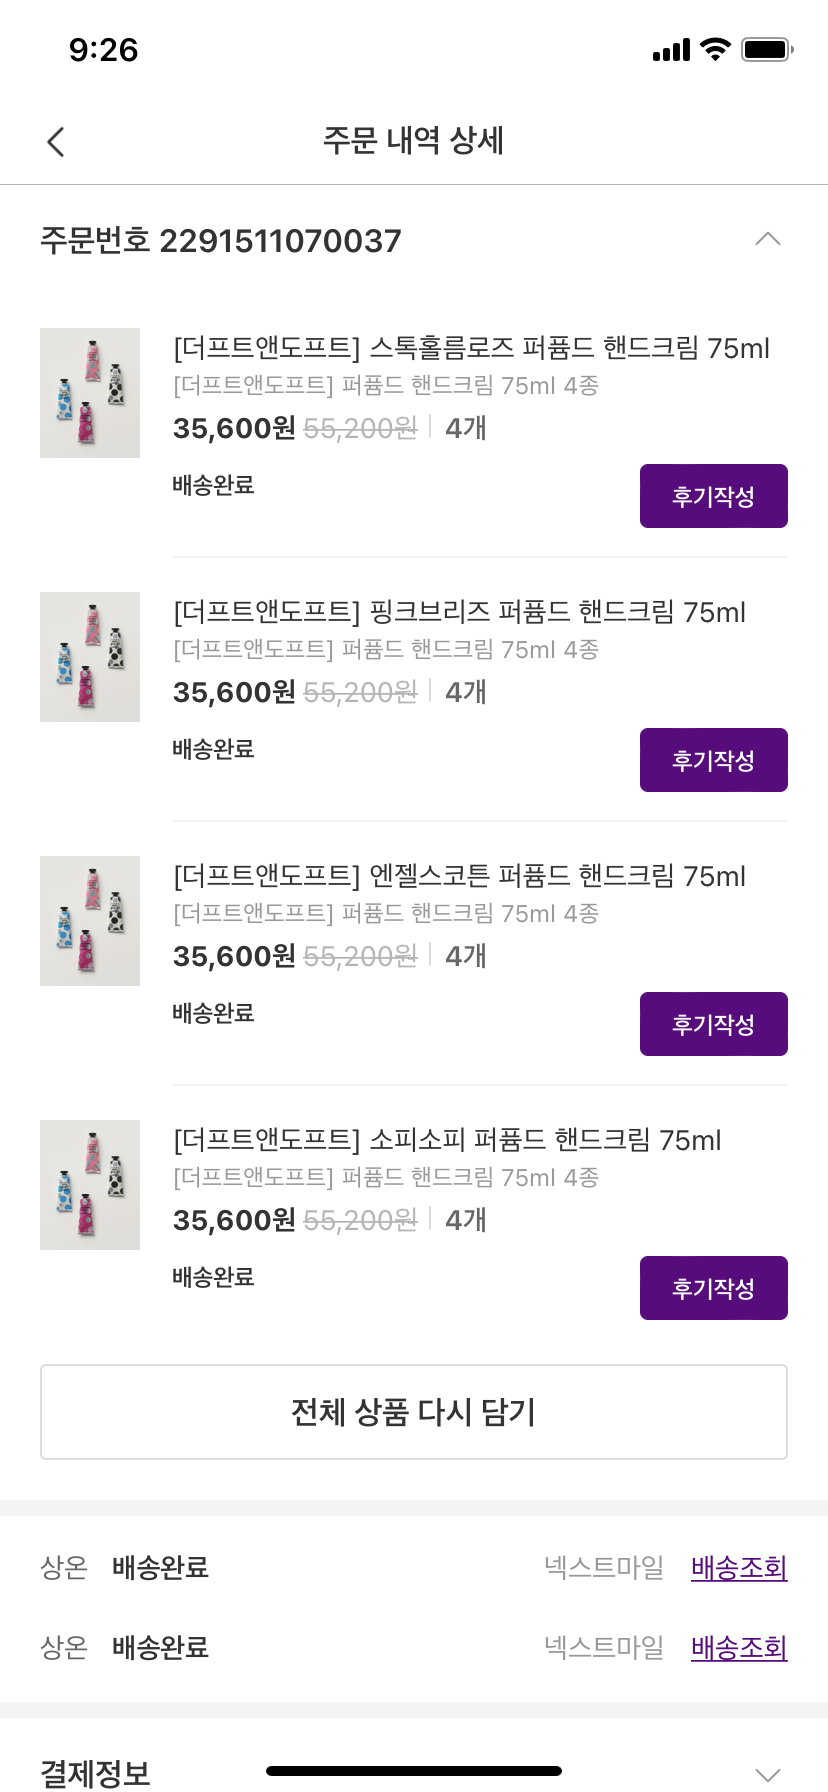 9:26
주문 내역 상세
주문번호 2291511070037
[더프트앤도프트] 스톡홀름로즈 퍼퓸드 핸드크림 75ml
[더프트앤도프트] 퍼퓸드 핸드크림 75ml 4종
35,600원 55,200원 4개
배송완료
후기작성
[더프트앤도프트] 핑크브리즈 퍼퓸드 핸드크림 75ml
[더프트앤도프트] 퍼퓸드 핸드크림 75ml 4종
35,600원 55,200원 4개
배송완료
후기작성
[더프트앤도프트] 엔젤스코튼 퍼퓸드 핸드크림 75ml
[더프트앤도프트] 퍼퓸드 핸드크림 75ml 4종
35,600원 55,200원 4개
배송완료
후기작성
[더프트앤도프트] 소피소피 퍼퓸드 핸드크림 75ml
[더프트앤도프트] 퍼퓸드 핸드크림 75ml 4종
35,600원 55,200원 4개
배송완료
후기작성
전체 상품 다시 담기
상온 배송완료 넥스트마일 배송조회
상온 배송완료 넥스트마일 배송조회
결제정보